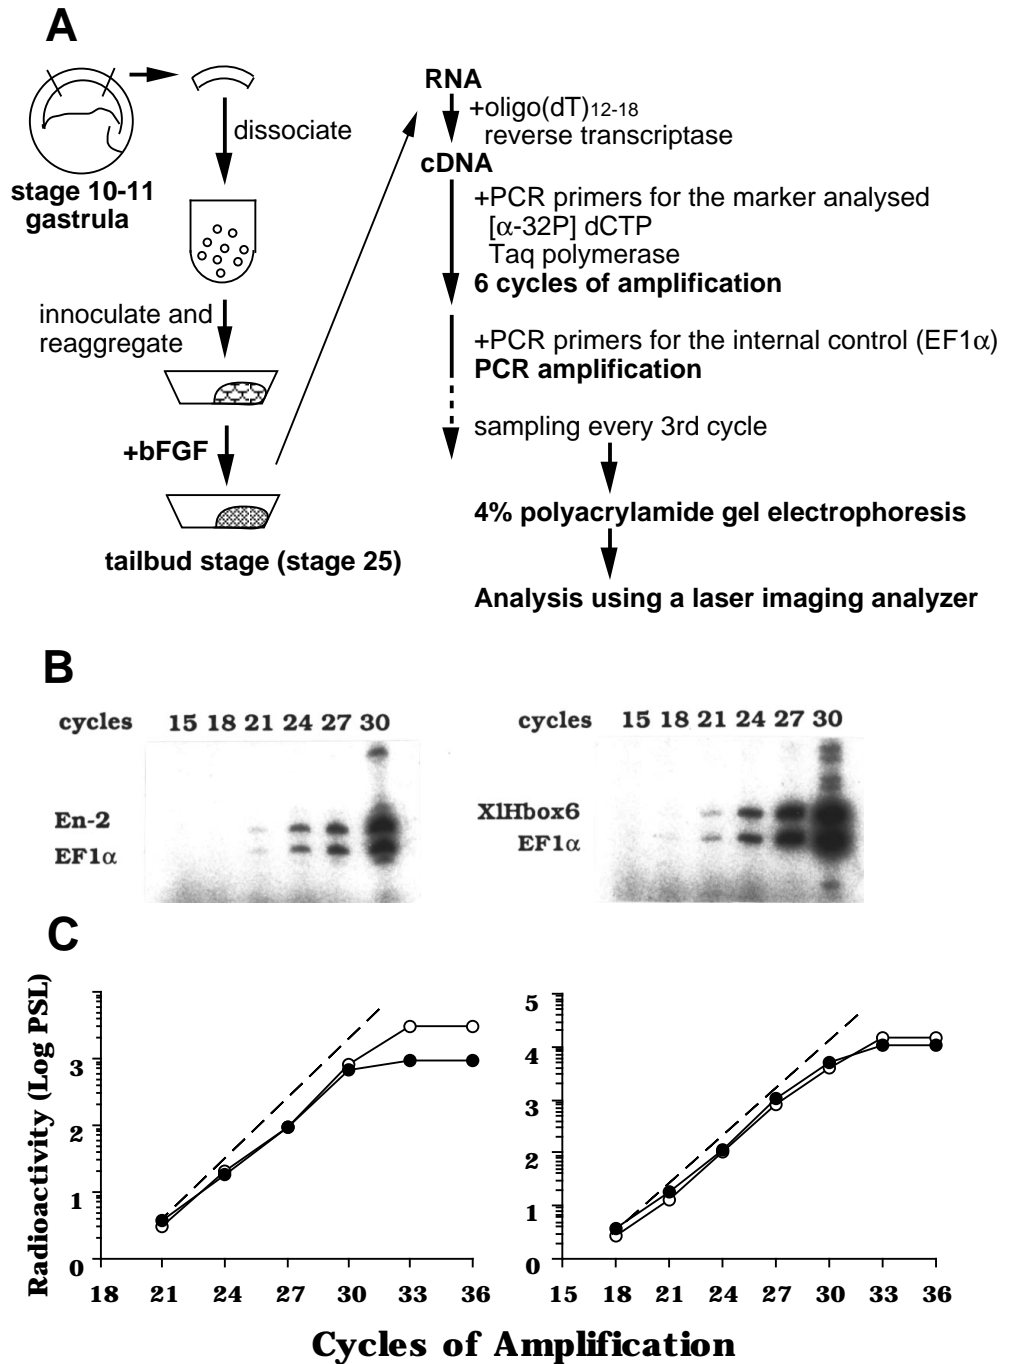 A
stage 10-11
gastrula
dissociate
innoculate and
reaggregate
+bFGF
tailbud stage (stage 25)
RNA
+oligo(dT)12-18
reverse transcriptase
cDNA
+PCR primers for the marker analysed
[α-32P] dCTP
Taq polymerase
6 cycles of amplification
+PCR primers for the internal control (EF1α)
PCR amplification
sampling every 3rd cycle
4% polyacrylamide gel electrophoresis
Analysis using a laser imaging analyzer
B
cycles 15 18 21 24 27 30
En-2
EF1α
cycles 15 18 21 24 27 30
XlHbox6
EF1α
C
Radioactivity (Log PSL)
3
2
1
0
18 21 24 27 30 33 36
5
4
3
2
1
0
15 18 21 24 27 30 33 36
Cycles of Amplification